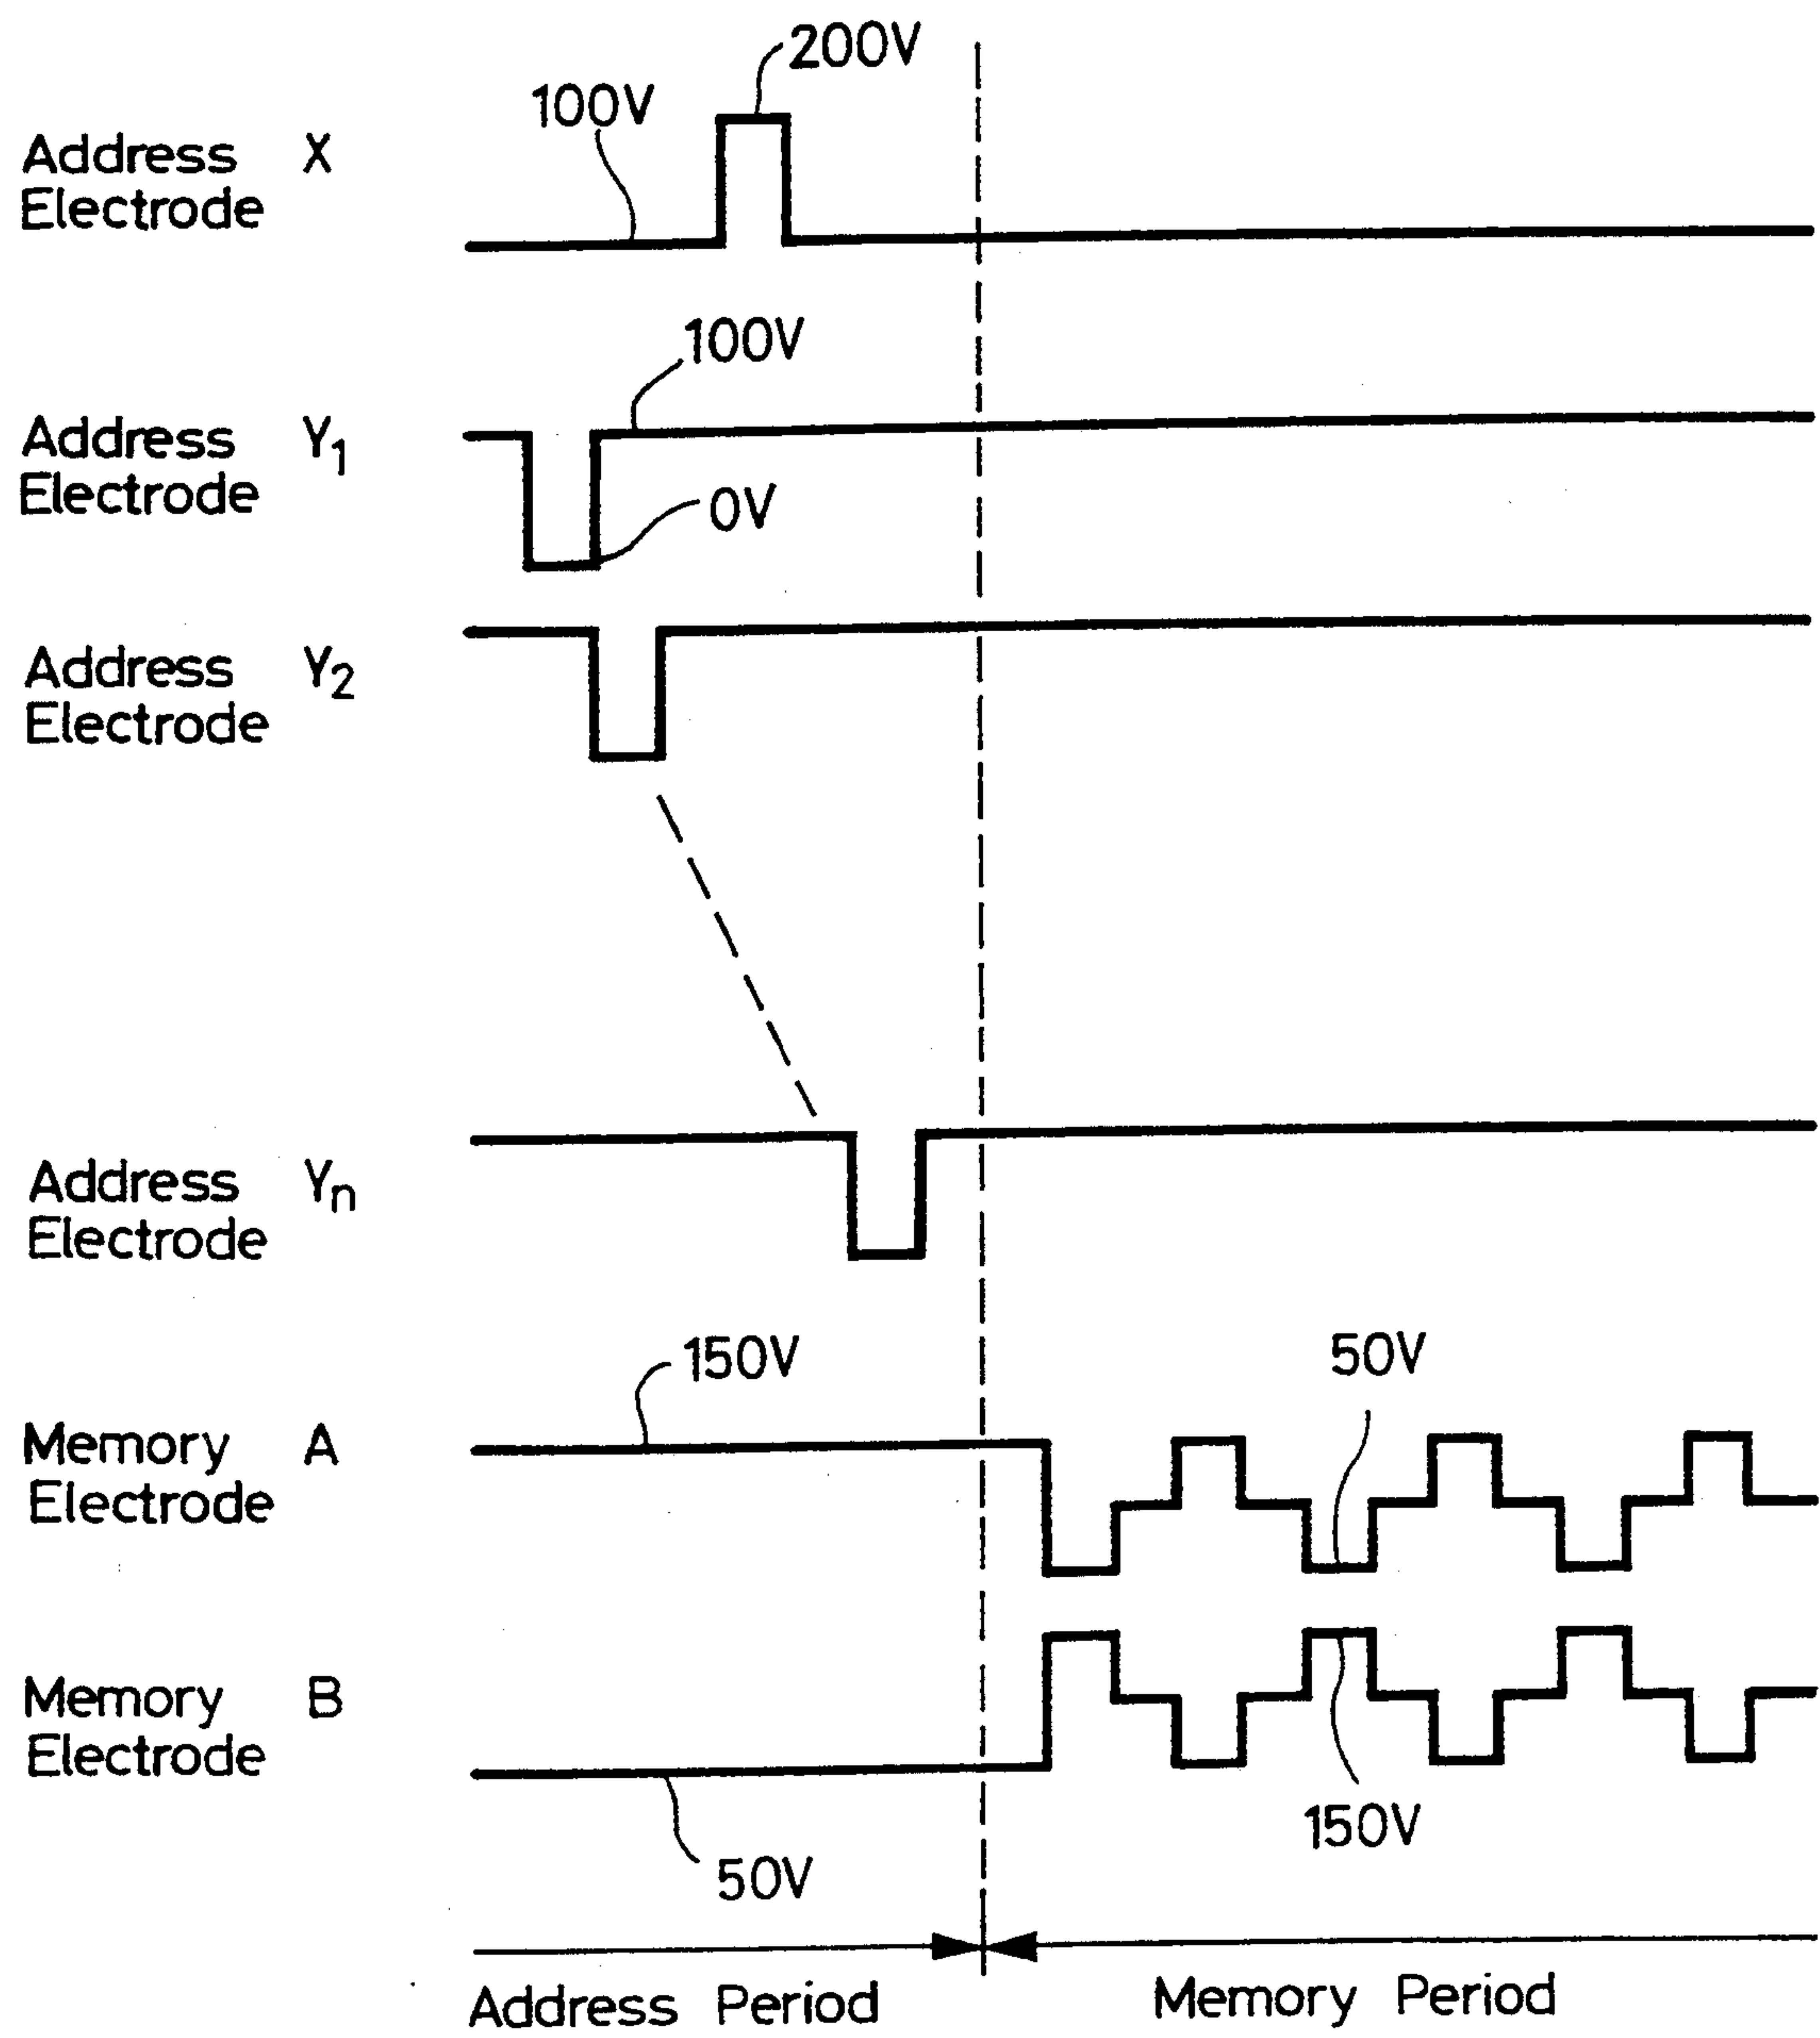 200V
100V
Address X
Electrode
100V
Address Y1
Electrode
0V
Address Y2
Electrode
Address Yn
Electrode
150V
50V
Memory A
Electrode
Memory B
Electrode
150V
50V
Address Period
Memory Period